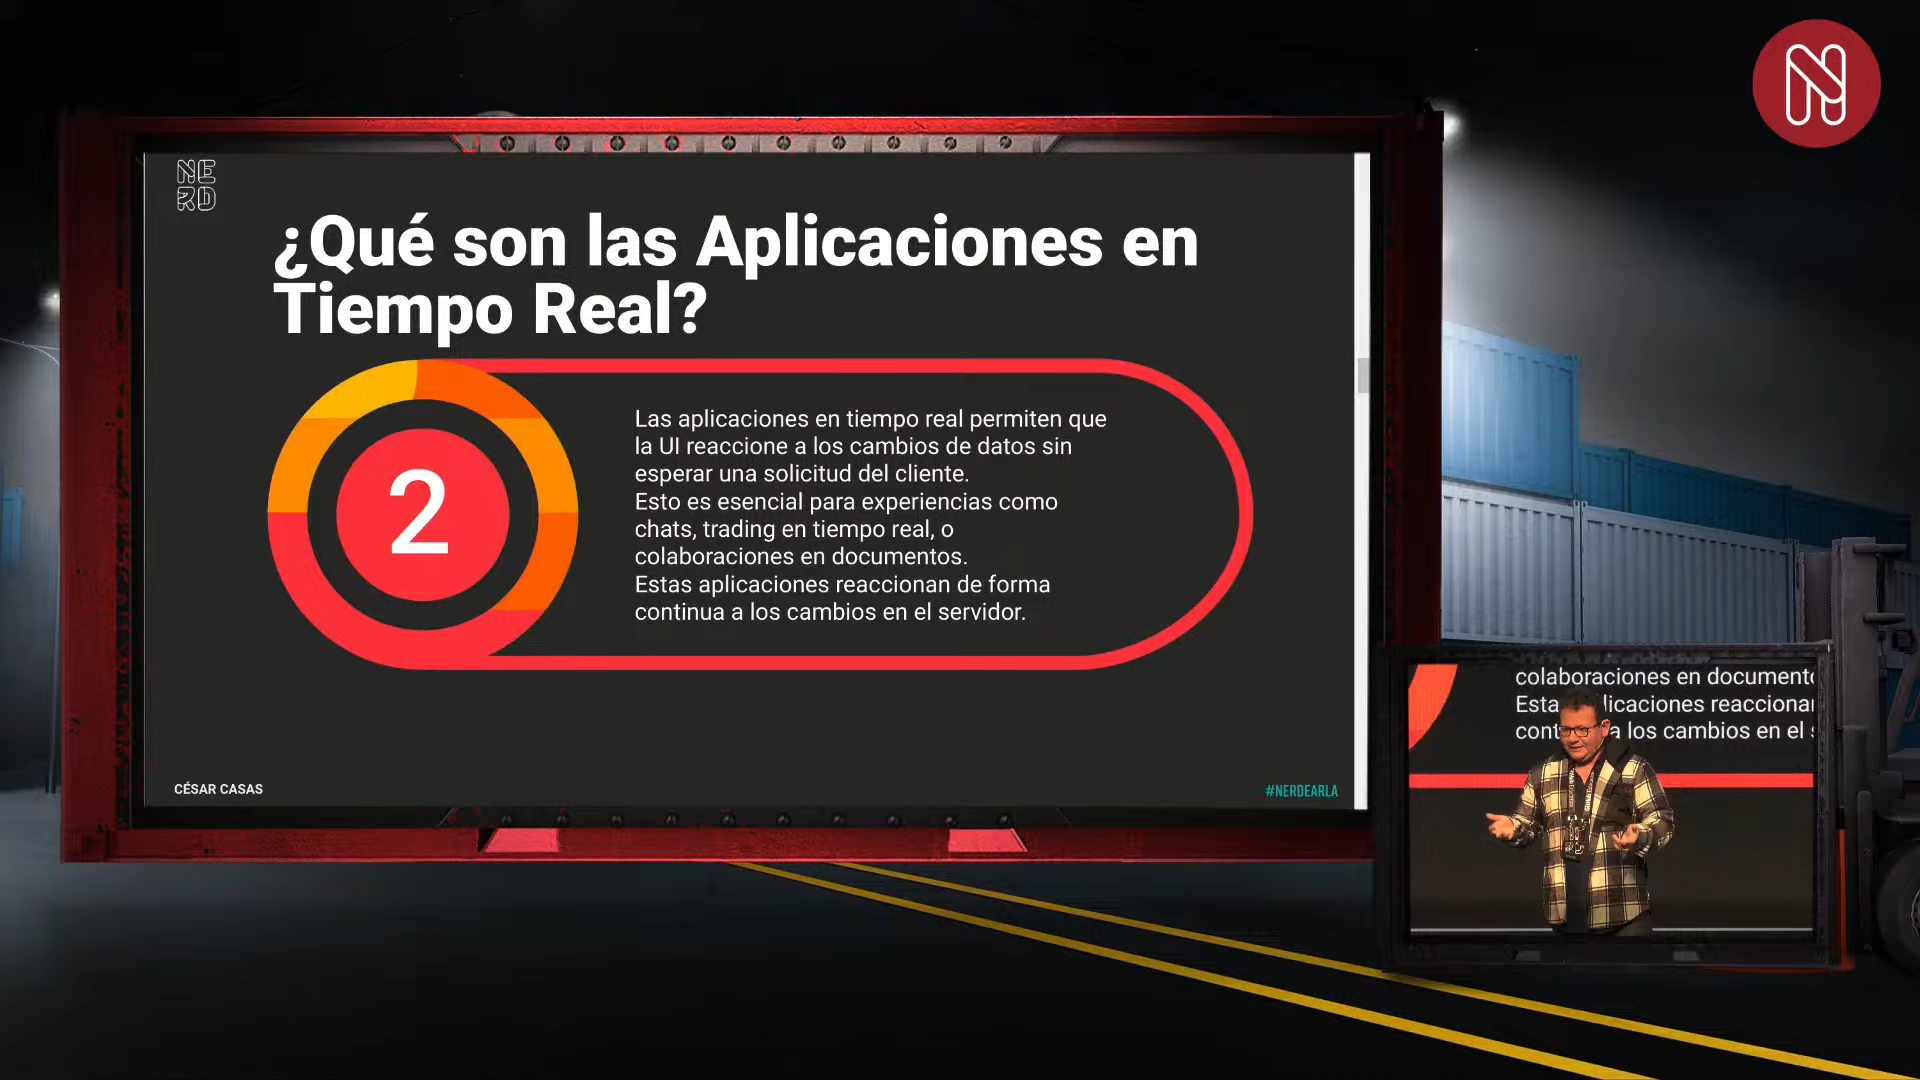 NE
RD
¿Qué son las Aplicaciones en
Tiempo Real?
2
Las aplicaciones en tiempo real permiten que
la UI reaccione a los cambios de datos sin
esperar una solicitud del cliente.
Esto es esencial para experiencias como
chats, trading en tiempo real, o
colaboraciones en documentos.
Estas aplicaciones reaccionan de forma
continua a los cambios en el servidor.
CÉSAR CASAS
#NERDEARLA
N
colaboraciones en document
Esta licaciones reacciona
cont a los cambios en el